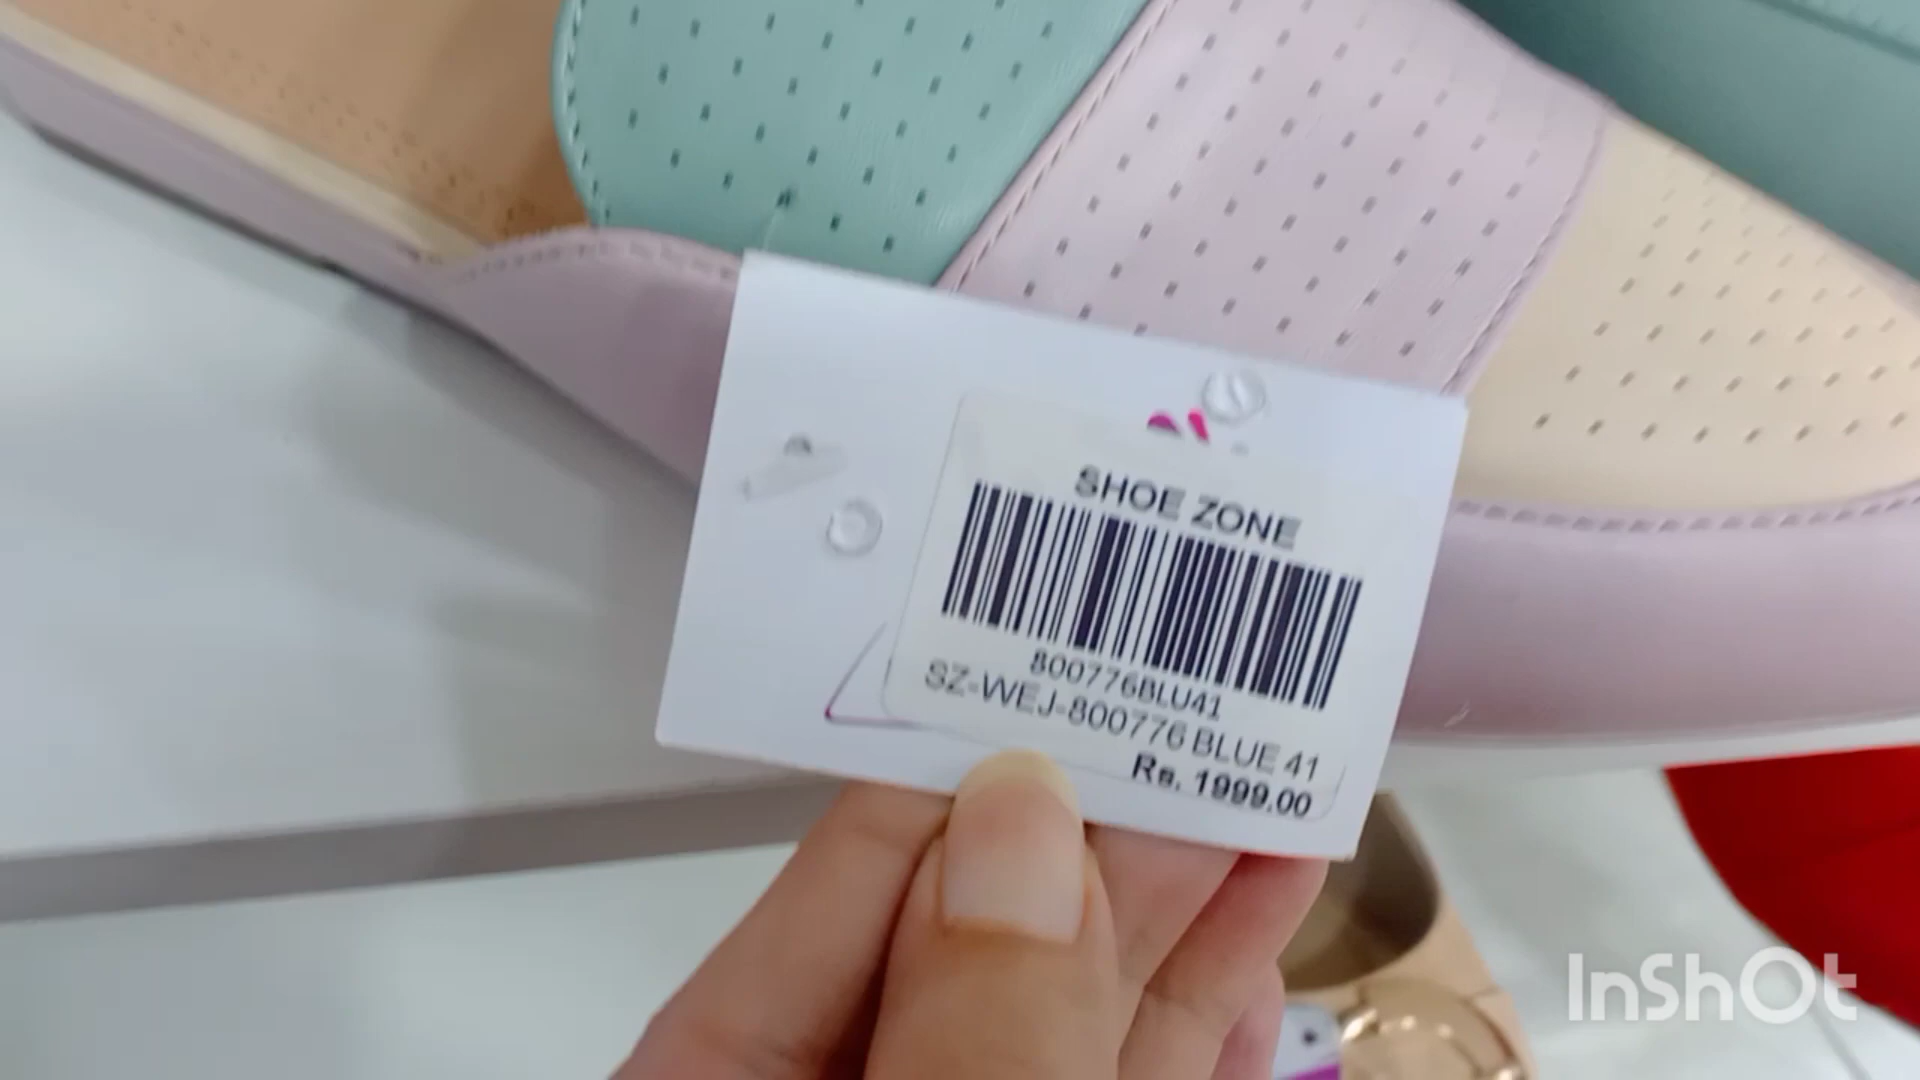 SHOE ZONE
800776BLU41
SZ-WEJ-800776 BLUE 41
Rs. 1999.00
InShOt